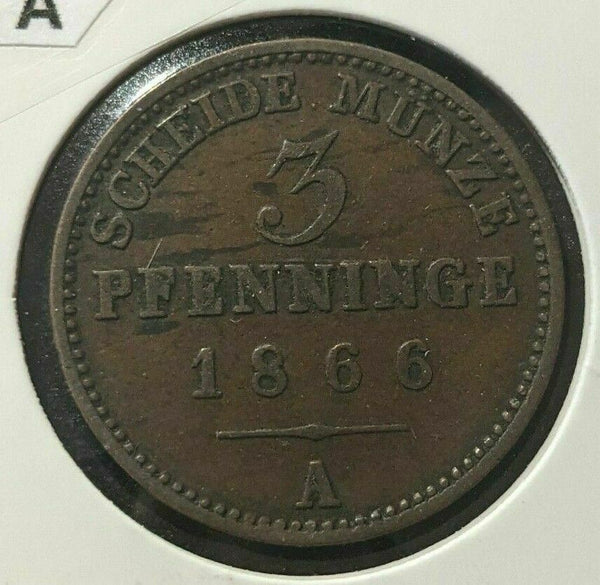 A
SCHEIDE MÜNZE
3
PFENNINGE
1866
A